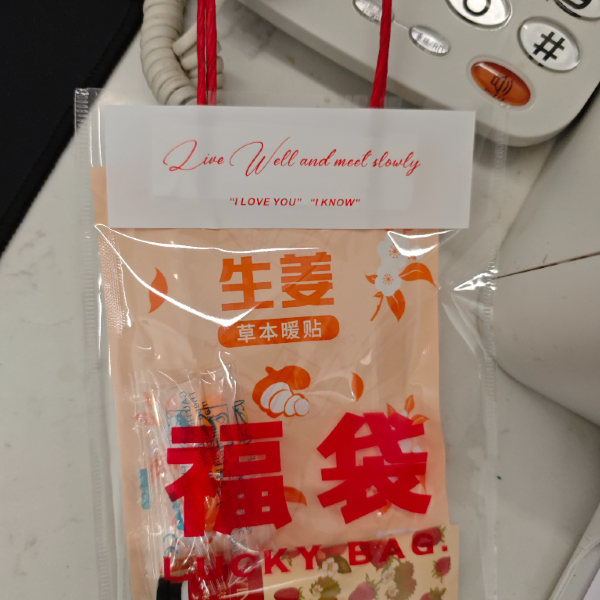 #
Live Well and meet slowly
"I LOVE YOU" "I KNOW"
生姜
草本暖贴
福袋
LUCKY BAG.